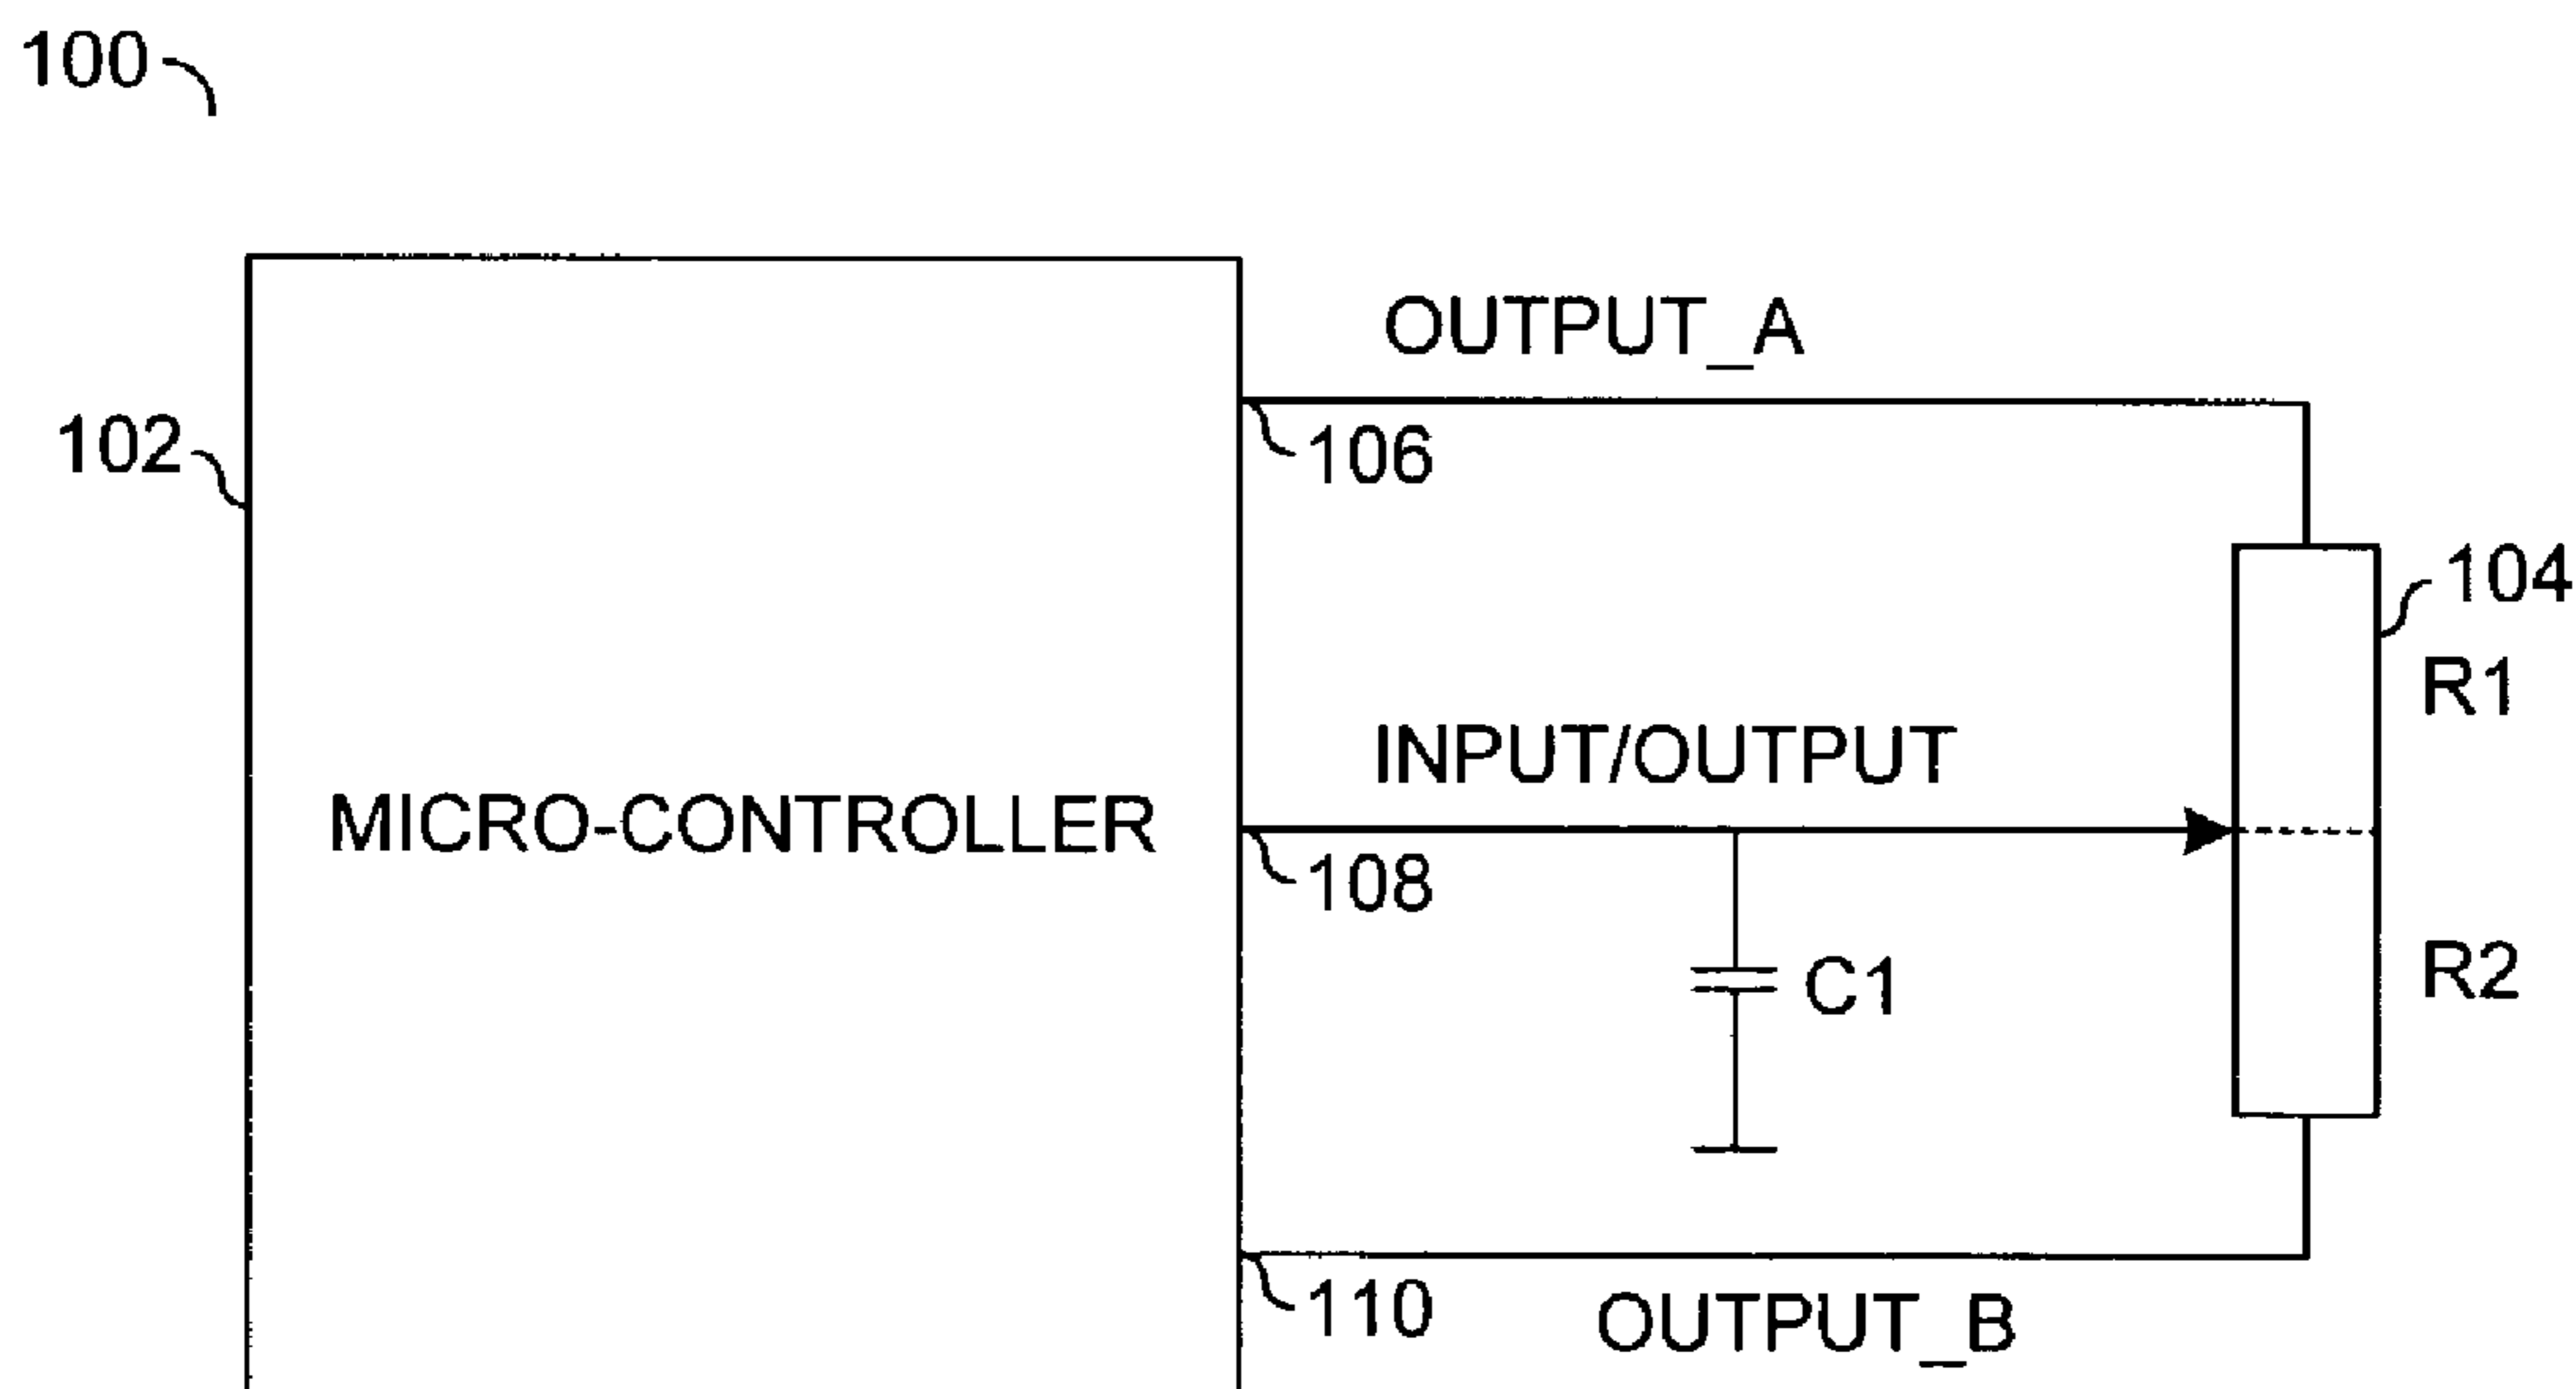 100
OUTPUT_A
102
106
104
R1
INPUT/OUTPUT
MICRO-CONTROLLER
108
R2
C1
110
OUTPUT_B